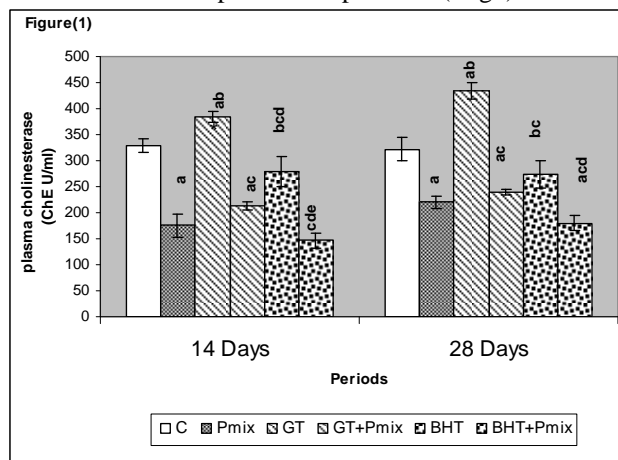 Figure(1)
plasma cholinesterase
(ChE U/ml)
500
450
400
350
300
250
200
150
100
50
0
a
ab
*
ac
bcd
cde
a
ab
ac
bc
acd
14 Days
28 Days
Periods
C
Pmix
GT
GT+Pmix
BHT
BHT+Pmix